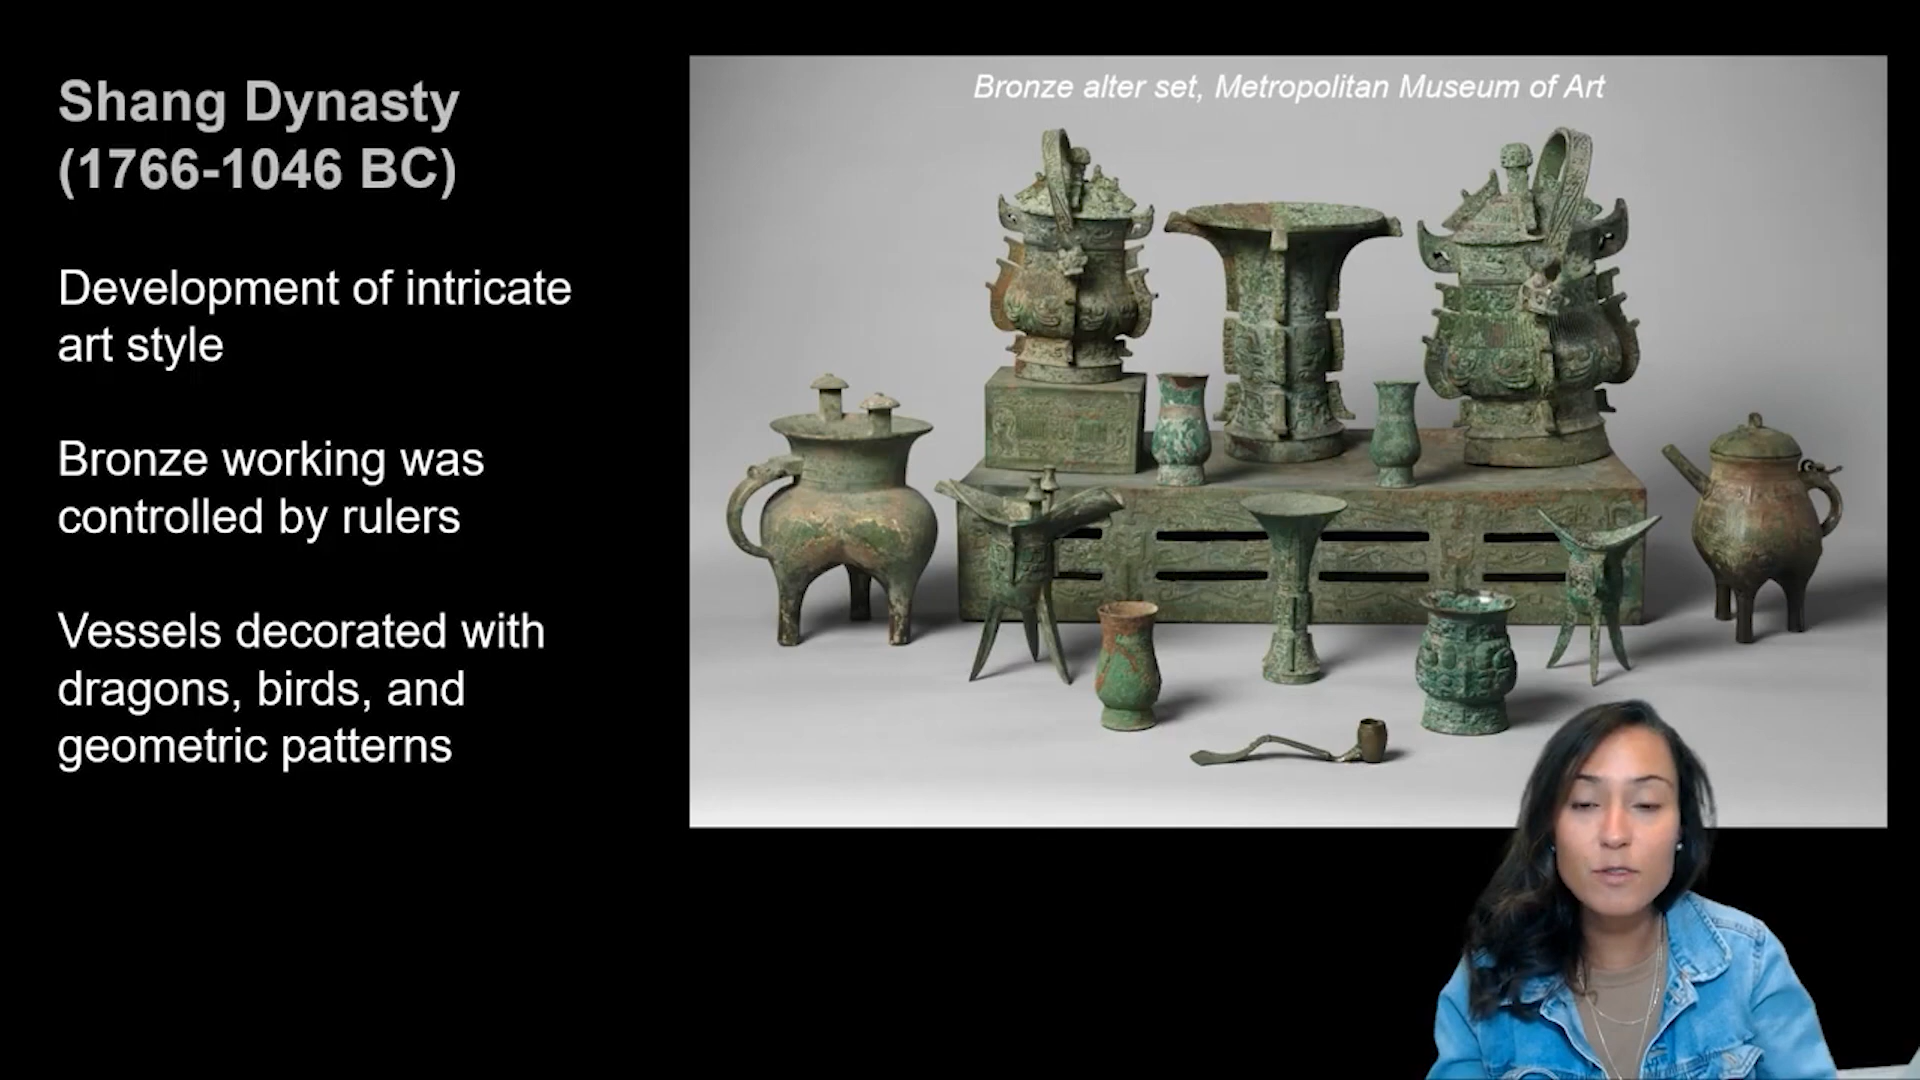 Shang Dynasty
(1766-1046 BC)
Development of intricate
art style
Bronze working was
controlled by rulers
Vessels decorated with
dragons, birds, and
geometric patterns
Bronze alter set, Metropolitan Museum of Art